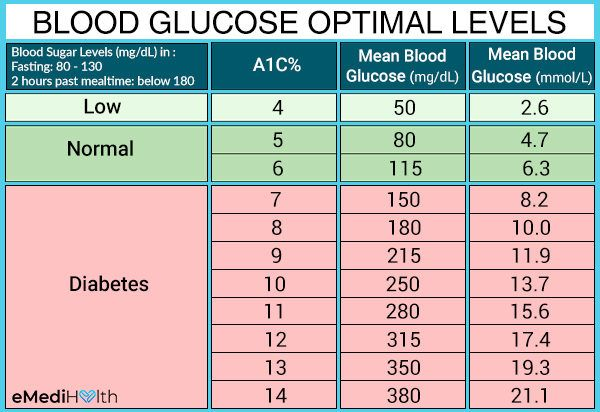 BLOOD GLUCOSE OPTIMAL LEVELS
Blood Sugar Levels (mg/dL) in :
Fasting: 80 - 130
2 hours past mealtime: below 180
A1C%
Mean Blood
Glucose (mg/dL)
Mean Blood
Glucose (mmol/L)
Low 4 50 2.6
Normal
5 80 4.7
6 115 6.3
Diabetes
7 150 8.2
8 180 10.0
9 215 11.9
10 250 13.7
11 280 15.6
12 315 17.4
13 350 19.3
14 380 21.1
eMediHealth